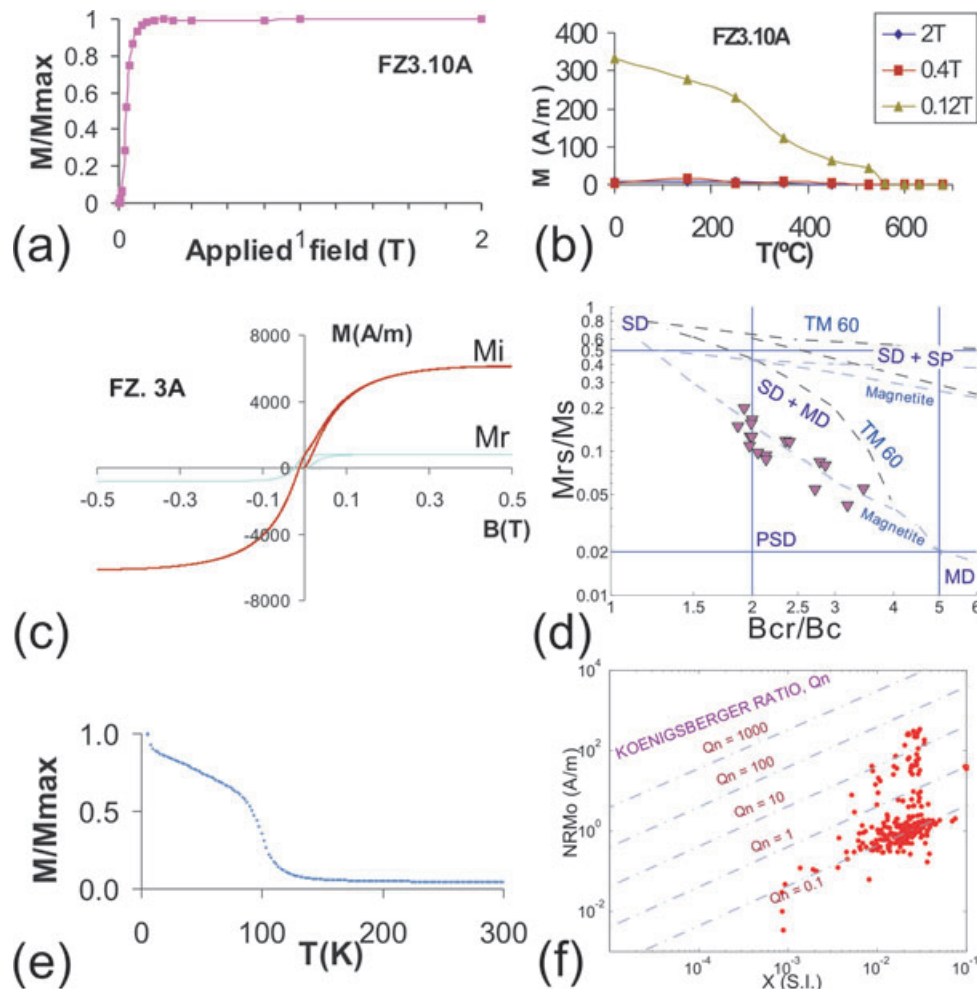 1
0.8
0.6
0.4
0.2
0
M/Mmax
FZ3.10A
0
1
2
Applied field (T)
(a)
FZ3.10A
400
300
200
100
0
M (A/m)
2T
0.4T
0.12T
0
200
400
600
T(ºC)
(b)
M(A/m)
8000
4000
0
-4000
-8000
FZ. 3A
Mi
Mr
-0.5
-0.3
-0.1
0.1
0.3
0.5
B(T)
(c)
1
0.8
0.6
0.5
0.4
0.3
0.2
0.1
0.05
0.02
0.01
Mrs/Ms
SD
TM 60
SD + SP
Magnetite
SD + MD
TM 60
Magnetite
PSD
MD
1
1.5
2
2.5
3
4
5
6
Bcr/Bc
(d)
1.0
0.5
0.0
M/Mmax
0
100
200
300
T(K)
(e)
10⁴
10²
10⁰
10⁻²
NRMo (A/m)
KOENIGSBERGER RATIO, Qn
Qn = 1000
Qn = 100
Qn = 10
Qn = 1
Qn = 0.1
10⁻⁴
10⁻³
10⁻²
10⁻¹
X (S.I.)
(f)